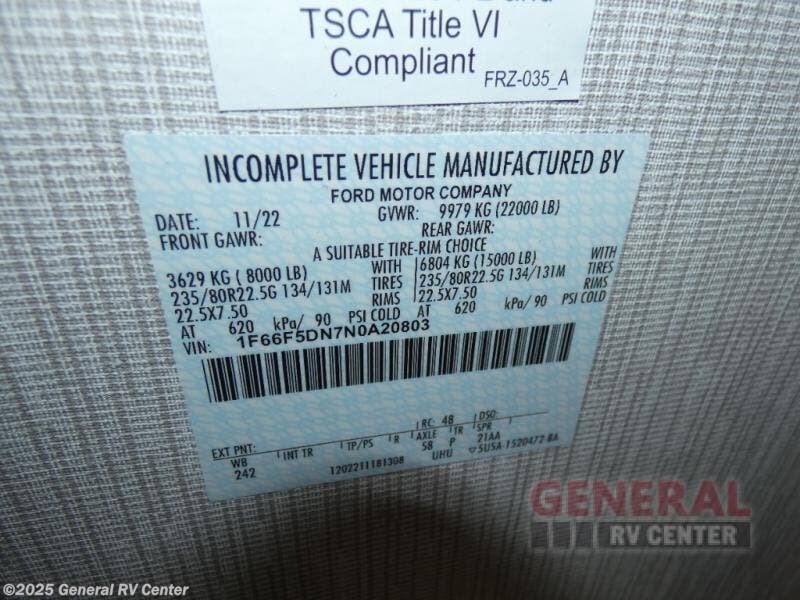 TSCA Title VI
Compliant
FRZ-035_A
INCOMPLETE VEHICLE MANUFACTURED BY
FORD MOTOR COMPANY
DATE: 11/22 GVWR: 9979 KG (22000 LB)
FRONT GAWR: REAR GAWR:
A SUITABLE TIRE-RIM CHOICE
3629 KG ( 8000 LB) WITH 6804 KG (15000 LB) WITH
235/80R22.5G 134/131M TIRES 235/80R22.5G 134/131M TIRES
22.5X7.50 RIMS 22.5X7.50 RIMS
AT 620 kPa/ 90 PSI COLD AT 620 kPa/ 90 PSI COLD
VIN: 1F66F5DN7N0A20803
EXT PNT: RC: 48 DSO:
WB INT TR TP/PS R AXLE TR SPR
242 58 P 21AA
1202211181308 UHU ▽5USA-1520472-BA
GENERAL
RV CENTER
©2025 General RV Center